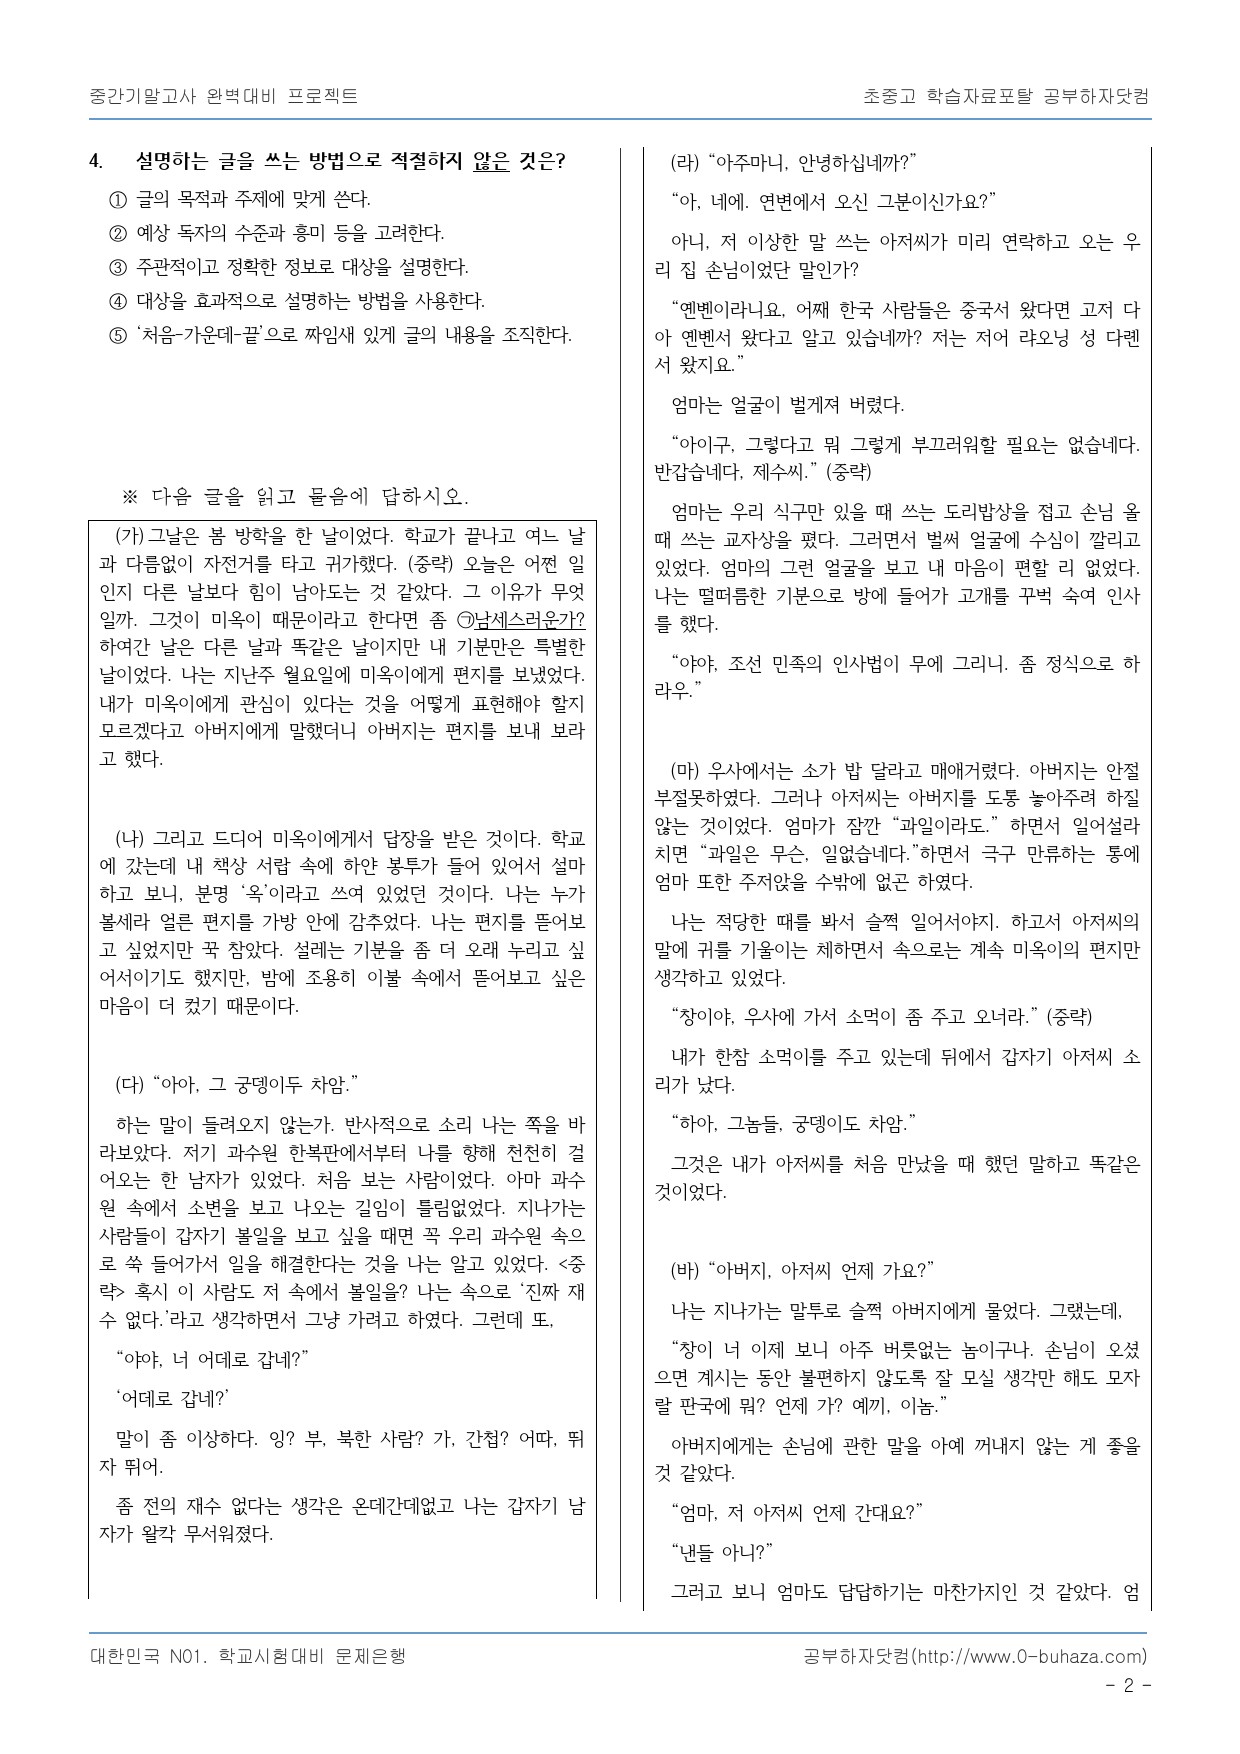 중간기말고사 완벽대비 프로젝트
초중고 학습자료포탈 공부하자닷컴
4. 설명하는 글을 쓰는 방법으로 적절하지 않은 것은?
① 글의 목적과 주제에 맞게 쓴다.
② 예상 독자의 수준과 흥미 등을 고려한다.
③ 주관적이고 정확한 정보로 대상을 설명한다.
④ 대상을 효과적으로 설명하는 방법을 사용한다.
⑤ ‘처음-가운데-끝’으로 짜임새 있게 글의 내용을 조직한다.
※ 다음 글을 읽고 물음에 답하시오.
(가)그날은 봄 방학을 한 날이었다. 학교가 끝나고 여느 날
과 다름없이 자전거를 타고 귀가했다. (중략) 오늘은 어쩐 일
인지 다른 날보다 힘이 남아도는 것 같았다. 그 이유가 무엇
일까. 그것이 미옥이 때문이라고 한다면 좀 ㉠남세스러운가?
하여간 날은 다른 날과 똑같은 날이지만 내 기분만은 특별한
날이었다. 나는 지난주 월요일에 미옥이에게 편지를 보냈었다.
내가 미옥이에게 관심이 있다는 것을 어떻게 표현해야 할지
모르겠다고 아버지에게 말했더니 아버지는 편지를 보내 보라
고 했다.
(나) 그리고 드디어 미옥이에게서 답장을 받은 것이다. 학교
에 갔는데 내 책상 서랍 속에 하얀 봉투가 들어 있어서 설마
하고 보니, 분명 ‘옥’이라고 쓰여 있었던 것이다. 나는 누가
볼세라 얼른 편지를 가방 안에 감추었다. 나는 편지를 뜯어보
고 싶었지만 꾹 참았다. 설레는 기분을 좀 더 오래 누리고 싶
어서이기도 했지만, 밤에 조용히 이불 속에서 뜯어보고 싶은
마음이 더 컸기 때문이다.
(다) “아아, 그 궁뎅이두 차암.”
하는 말이 들려오지 않는가. 반사적으로 소리 나는 쪽을 바
라보았다. 저기 과수원 한복판에서부터 나를 향해 천천히 걸
어오는 한 남자가 있었다. 처음 보는 사람이었다. 아마 과수
원 속에서 소변을 보고 나오는 길임이 틀림없었다. 지나가는
사람들이 갑자기 볼일을 보고 싶을 때면 꼭 우리 과수원 속으
로 쑥 들어가서 일을 해결한다는 것을 나는 알고 있었다. <중
략> 혹시 이 사람도 저 속에서 볼일을? 나는 속으로 ‘진짜 재
수 없다.’라고 생각하면서 그냥 가려고 하였다. 그런데 또,
“야야, 너 어데로 갑네?”
‘어데로 갑네?’
말이 좀 이상하다. 잉? 부, 북한 사람? 가, 간첩? 어따, 뛰
자 뛰어.
좀 전의 재수 없다는 생각은 온데간데없고 나는 갑자기 남
자가 왈칵 무서워졌다.
(라) “아주마니, 안녕하십네까?”
“아, 네에. 연변에서 오신 그분이신가요?”
아니, 저 이상한 말 쓰는 아저씨가 미리 연락하고 오는 우
리 집 손님이었단 말인가?
“옌볜이라니요, 어째 한국 사람들은 중국서 왔다면 고저 다
아 옌볜서 왔다고 알고 있습네까? 저는 저어 랴오닝 성 다롄
서 왔지요.”
엄마는 얼굴이 벌게져 버렸다.
“아이구, 그렇다고 뭐 그렇게 부끄러워할 필요는 없습네다.
반갑습네다, 제수씨.” (중략)
엄마는 우리 식구만 있을 때 쓰는 도리밥상을 접고 손님 올
때 쓰는 교자상을 폈다. 그러면서 벌써 얼굴에 수심이 깔리고
있었다. 엄마의 그런 얼굴을 보고 내 마음이 편할 리 없었다.
나는 떨떠름한 기분으로 방에 들어가 고개를 꾸벅 숙여 인사
를 했다.
“야야, 조선 민족의 인사법이 무에 그리니. 좀 정식으로 하
라우.”
(마) 우사에서는 소가 밥 달라고 매애거렸다. 아버지는 안절
부절못하였다. 그러나 아저씨는 아버지를 도통 놓아주려 하질
않는 것이었다. 엄마가 잠깐 “과일이라도.” 하면서 일어설라
치면 “과일은 무슨, 일없습네다.”하면서 극구 만류하는 통에
엄마 또한 주저앉을 수밖에 없곤 하였다.
나는 적당한 때를 봐서 슬쩍 일어서야지. 하고서 아저씨의
말에 귀를 기울이는 체하면서 속으로는 계속 미옥이의 편지만
생각하고 있었다.
“창이야, 우사에 가서 소먹이 좀 주고 오너라.” (중략)
내가 한참 소먹이를 주고 있는데 뒤에서 갑자기 아저씨 소
리가 났다.
“하아, 그놈들, 궁뎅이도 차암.”
그것은 내가 아저씨를 처음 만났을 때 했던 말하고 똑같은
것이었다.
(바) “아버지, 아저씨 언제 가요?”
나는 지나가는 말투로 슬쩍 아버지에게 물었다. 그랬는데,
“창이 너 이제 보니 아주 버릇없는 놈이구나. 손님이 오셨
으면 계시는 동안 불편하지 않도록 잘 모실 생각만 해도 모자
랄 판국에 뭐? 언제 가? 예끼, 이놈.”
아버지에게는 손님에 관한 말을 아예 꺼내지 않는 게 좋을
것 같았다.
“엄마, 저 아저씨 언제 간대요?”
“낸들 아니?”
그러고 보니 엄마도 답답하기는 마찬가지인 것 같았다. 엄
대한민국 N01. 학교시험대비 문제은행
공부하자닷컴(http://www.0-buhaza.com)
- 2 -